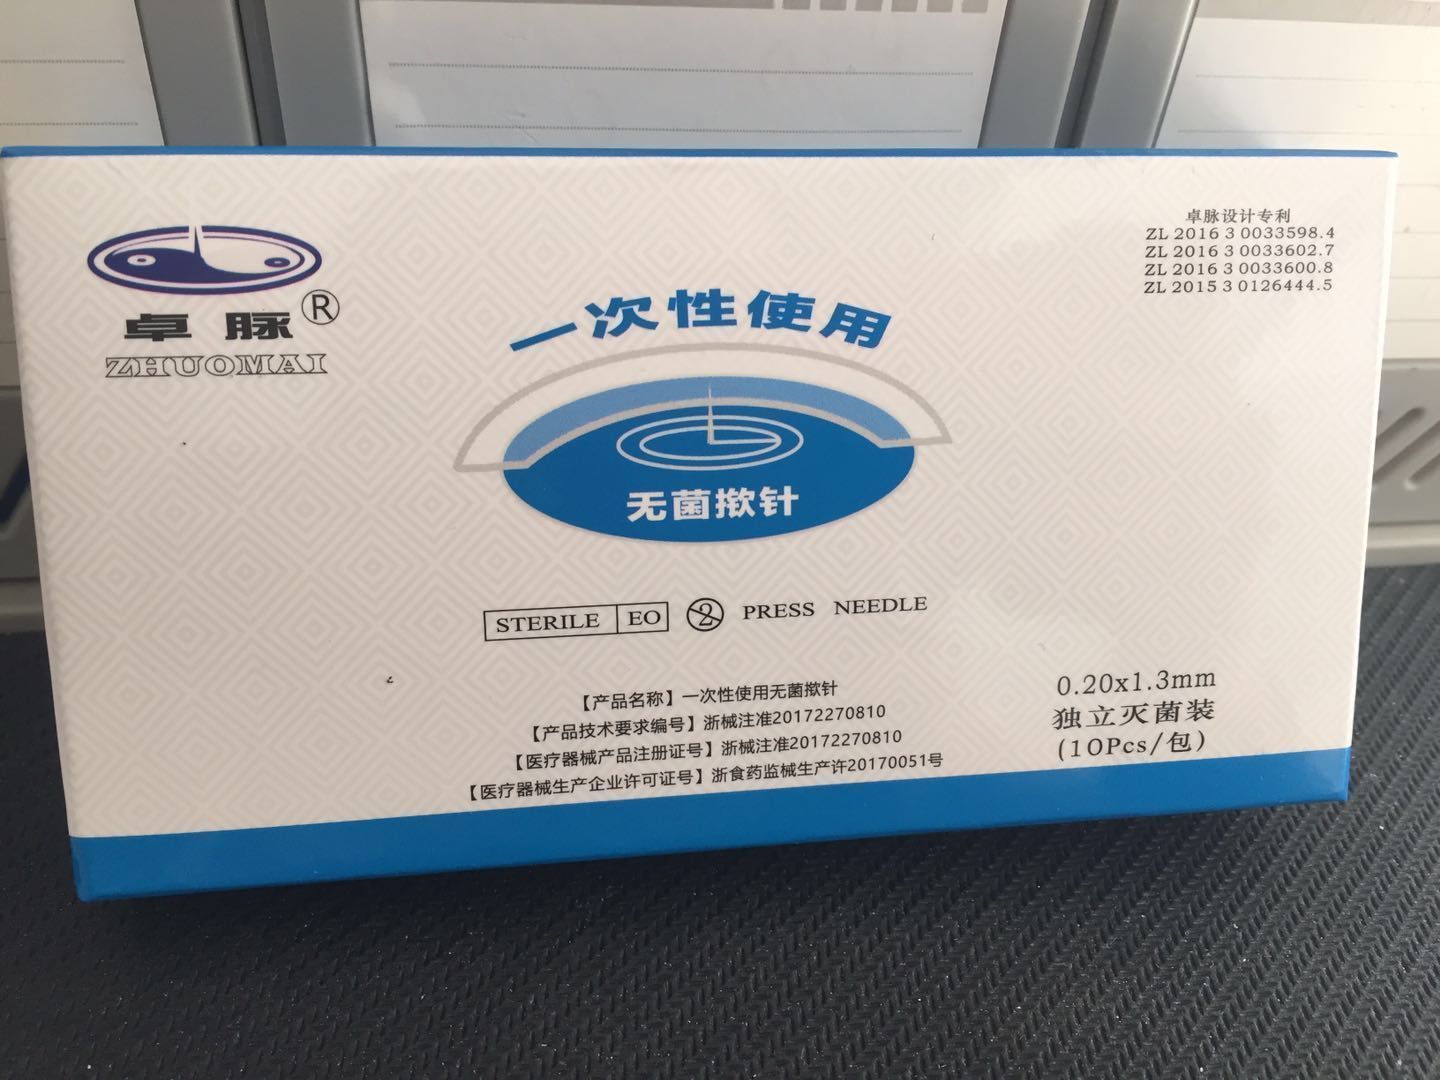 卓脉®
ZHUOMAI
卓脉设计专利
ZL 2016 3 0033598.4
ZL 2016 3 0033602.7
ZL 2016 3 0033600.8
ZL 2015 3 0126444.5
一次性使用
无菌揿针
STERILE EO 2 PRESS NEEDLE
【产品名称】一次性使用无菌揿针
【产品技术要求编号】浙械注准20172270810
【医疗器械产品注册证号】浙械注准20172270810
【医疗器械生产企业许可证号】浙食药监械生产许20170051号
0.20x1.3mm
独立灭菌装
(10Pcs/包)